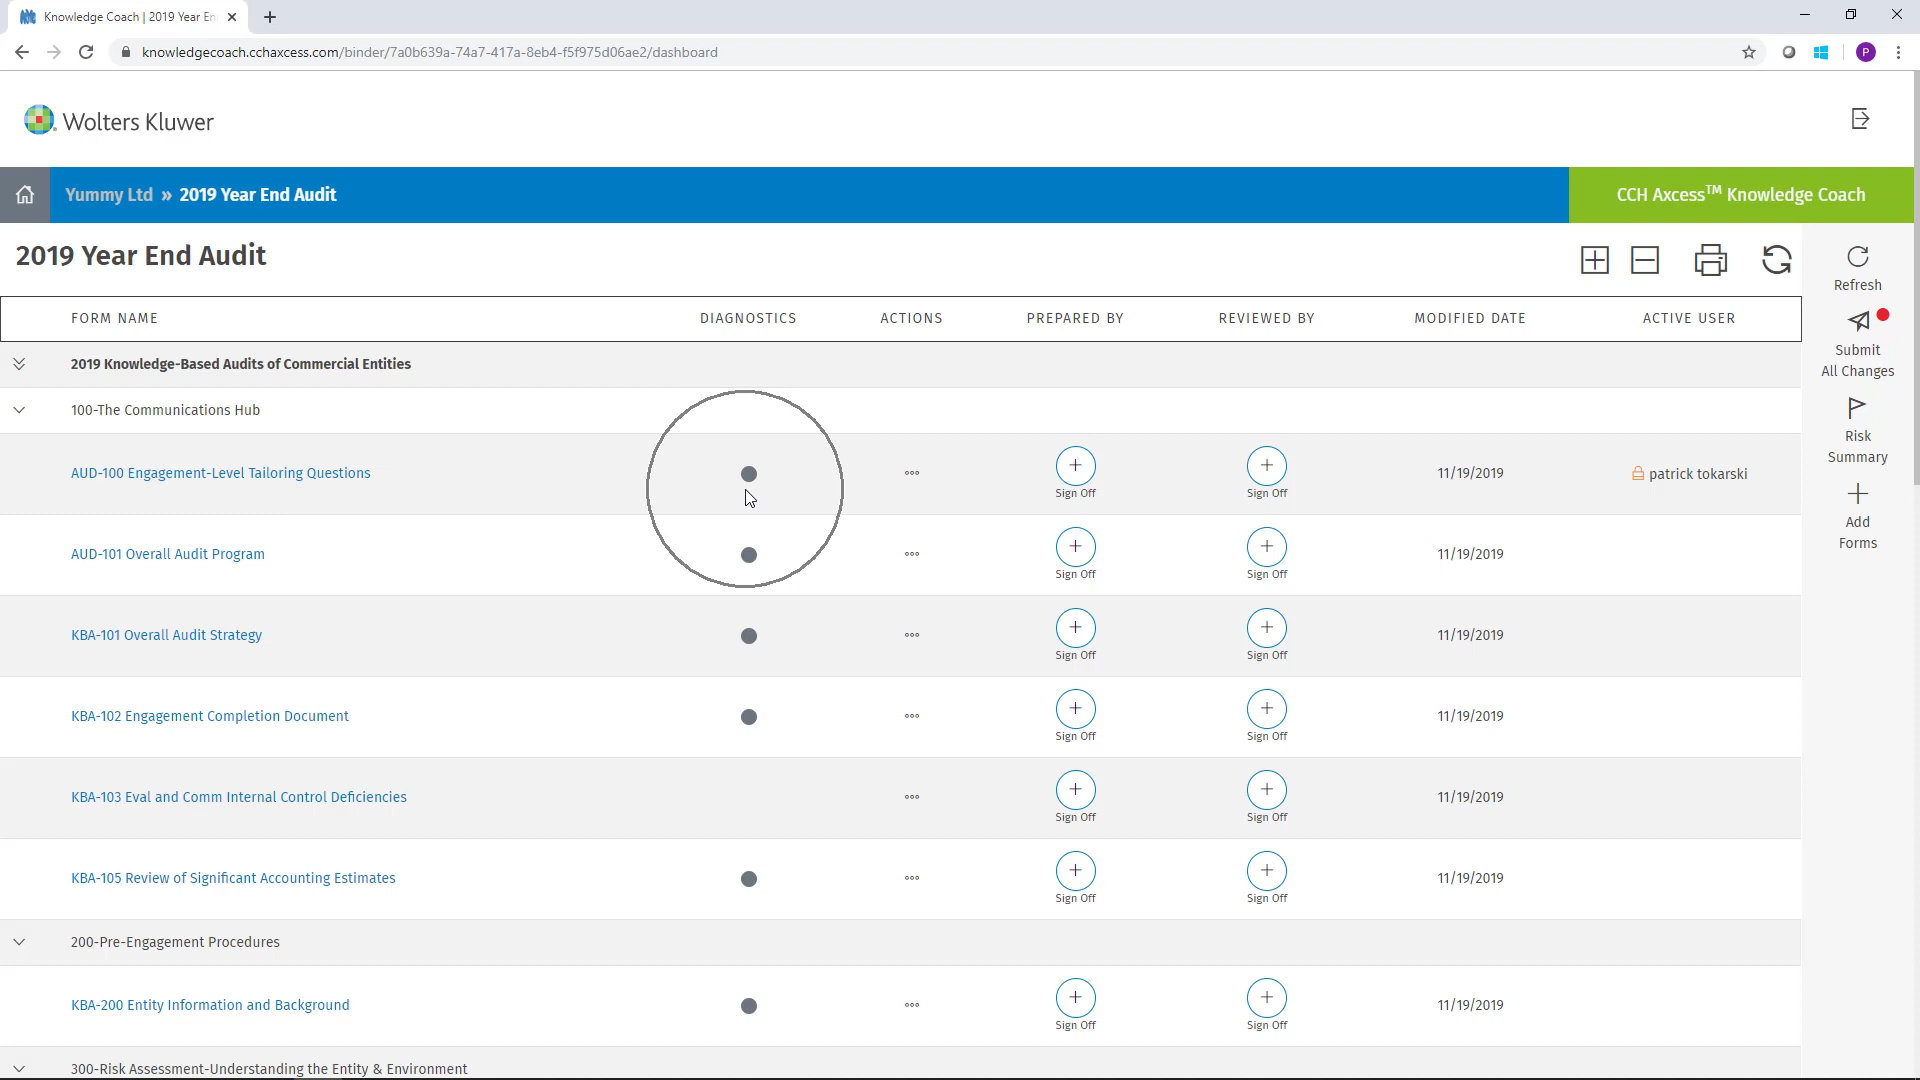 Knowledge Coach | 2019 Year En
knowledgecoach.cchaxcess.com/binder/7a0b639a-74a7-417a-8eb4-f5f975d06ae2/dashboard
P
Wolters Kluwer
Yummy Ltd » 2019 Year End Audit
CCH Axcess™ Knowledge Coach
2019 Year End Audit
Refresh
FORM NAME DIAGNOSTICS ACTIONS PREPARED BY REVIEWED BY MODIFIED DATE ACTIVE USER
Submit
All Changes
2019 Knowledge-Based Audits of Commercial Entities
100-The Communications Hub
Risk
Summary
AUD-100 Engagement-Level Tailoring Questions 11/19/2019 patrick tokarski
Sign Off Sign Off
Add
Forms
AUD-101 Overall Audit Program 11/19/2019
Sign Off Sign Off
KBA-101 Overall Audit Strategy 11/19/2019
Sign Off Sign Off
KBA-102 Engagement Completion Document 11/19/2019
Sign Off Sign Off
KBA-103 Eval and Comm Internal Control Deficiencies 11/19/2019
Sign Off Sign Off
KBA-105 Review of Significant Accounting Estimates 11/19/2019
Sign Off Sign Off
200-Pre-Engagement Procedures
KBA-200 Entity Information and Background 11/19/2019
Sign Off Sign Off
300-Risk Assessment-Understanding the Entity & Environment